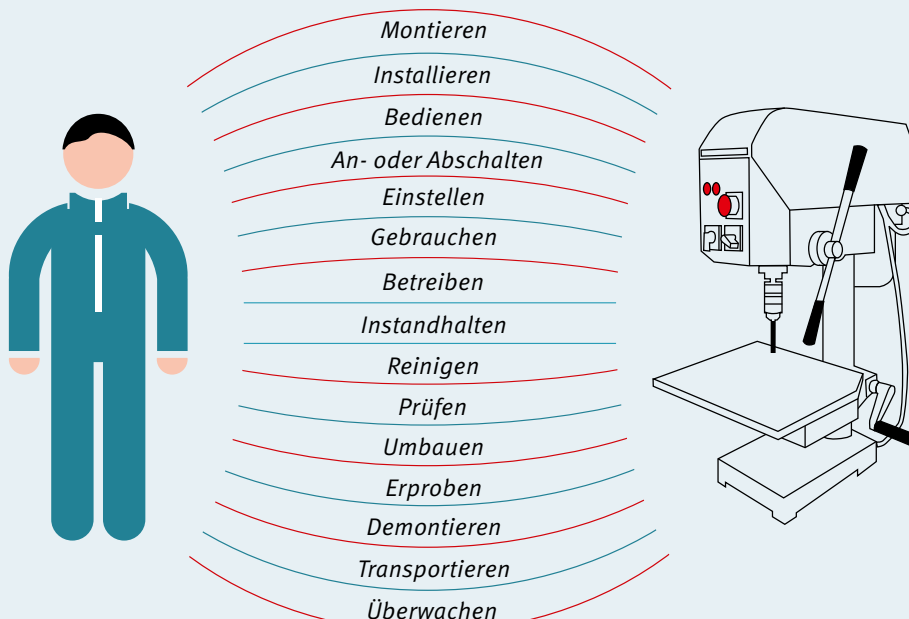 Montieren
Installieren
Bedienen
An- oder Abschalten
Einstellen
Gebrauchen
Betreiben
Instandhalten
Reinigen
Prüfen
Umbauen
Erproben
Demontieren
Transportieren
Überwachen